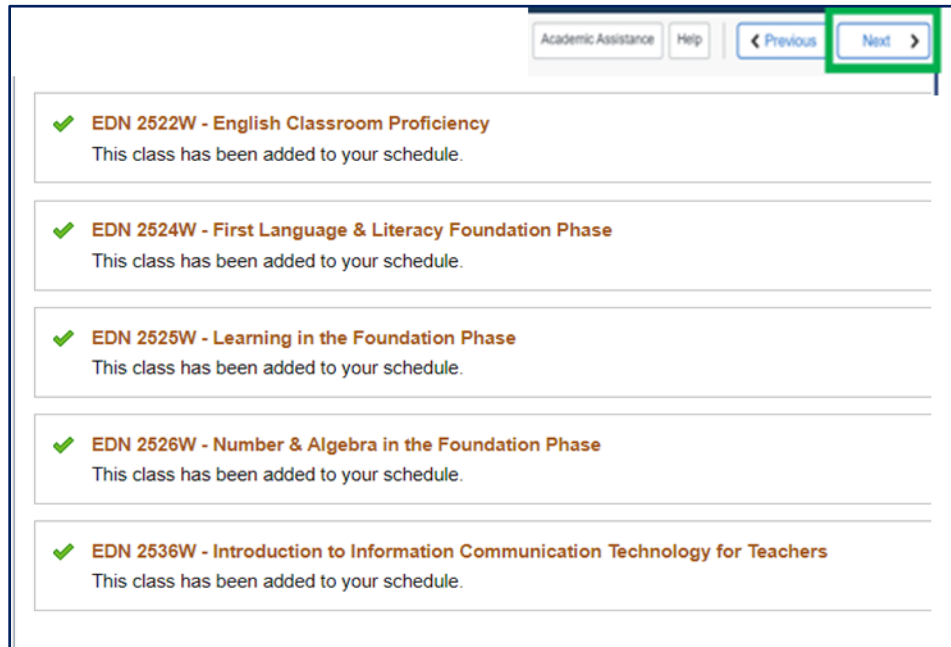 Academic Assistance Help Previous Next
EDN 2522W - English Classroom Proficiency
This class has been added to your schedule.
EDN 2524W - First Language & Literacy Foundation Phase
This class has been added to your schedule.
EDN 2525W - Learning in the Foundation Phase
This class has been added to your schedule.
EDN 2526W - Number & Algebra in the Foundation Phase
This class has been added to your schedule.
EDN 2536W - Introduction to Information Communication Technology for Teachers
This class has been added to your schedule.